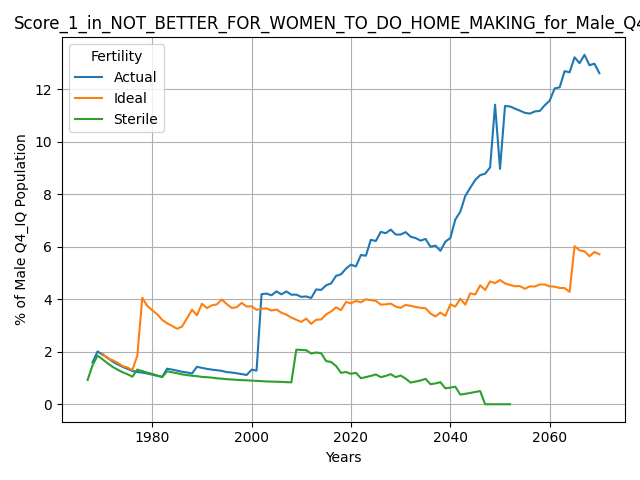 Score_1_in_NOT_BETTER_FOR_WOMEN_TO_DO_HOME_MAKING_for_Male_Q4
Fertility
Actual
Ideal
Sterile
% of Male Q4_IQ Population
12
10
8
6
4
2
0
1980 2000 2020 2040 2060
Years